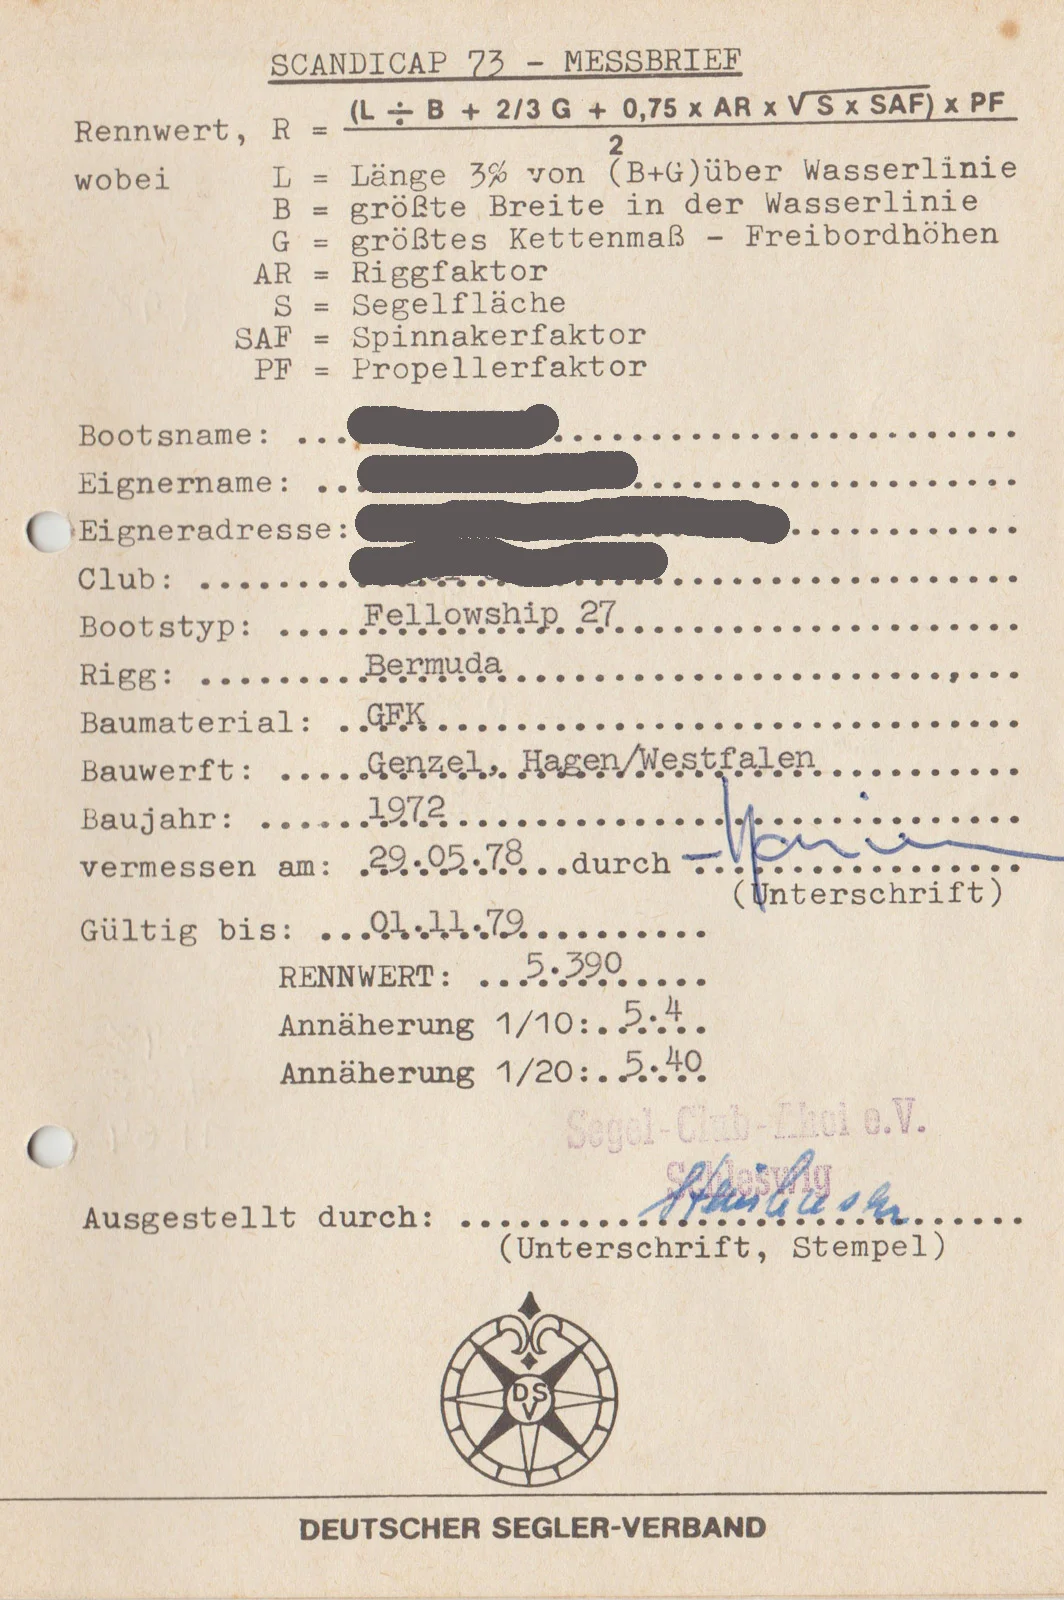 SCANDICAP 73 - MESSBRIEF
Rennwert, R = (L ÷ B + 2/3 G + 0,75 x AR x √S x SAF) x PF
2
wobei L = Länge 3% von (B+G)über Wasserlinie
B = größte Breite in der Wasserlinie
G = größtes Kettenmaß - Freibordhöhen
AR = Riggfaktor
S = Segelfläche
SAF = Spinnakerfaktor
PF = Propellerfaktor
Bootsname:
Eignername:
Eigneradresse:
Club:
Bootstyp: Fellowship 27
Rigg: Bermuda
Baumaterial: GFK
Bauwerft: Genzel, Hagen/Westfalen
Baujahr: 1972
vermessen am: 29.05.78 durch
(Unterschrift)
Gültig bis: 01.11.79
RENNWERT: 5.390
Annäherung 1/10: 5.4
Annäherung 1/20: 5.40
Segel-Club- e.V.
Schleswig
Ausgestellt durch:
(Unterschrift, Stempel)
DSV
DEUTSCHER SEGLER-VERBAND